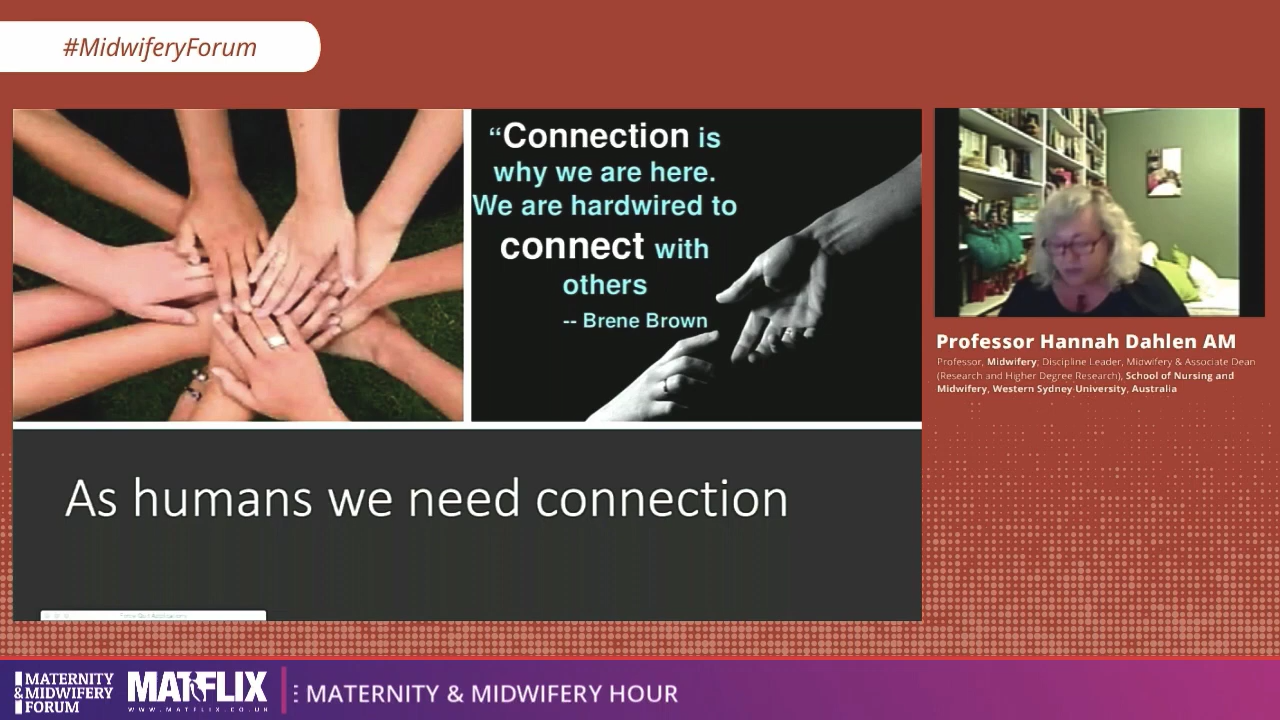 #MidwiferyForum
“Connection is
why we are here.
We are hardwired to
connect with
others
-- Brene Brown
As humans we need connection
Professor Hannah Dahlen AM
Professor, Midwifery; Discipline Leader, Midwifery & Associate Dean
(Research and Higher Degree Research), School of Nursing and
Midwifery, Western Sydney University, Australia
MATERNITY
& MIDWIFERY
FORUM
MATFLIX
WWW.MATFLIX.CO.UK
MATERNITY & MIDWIFERY HOUR